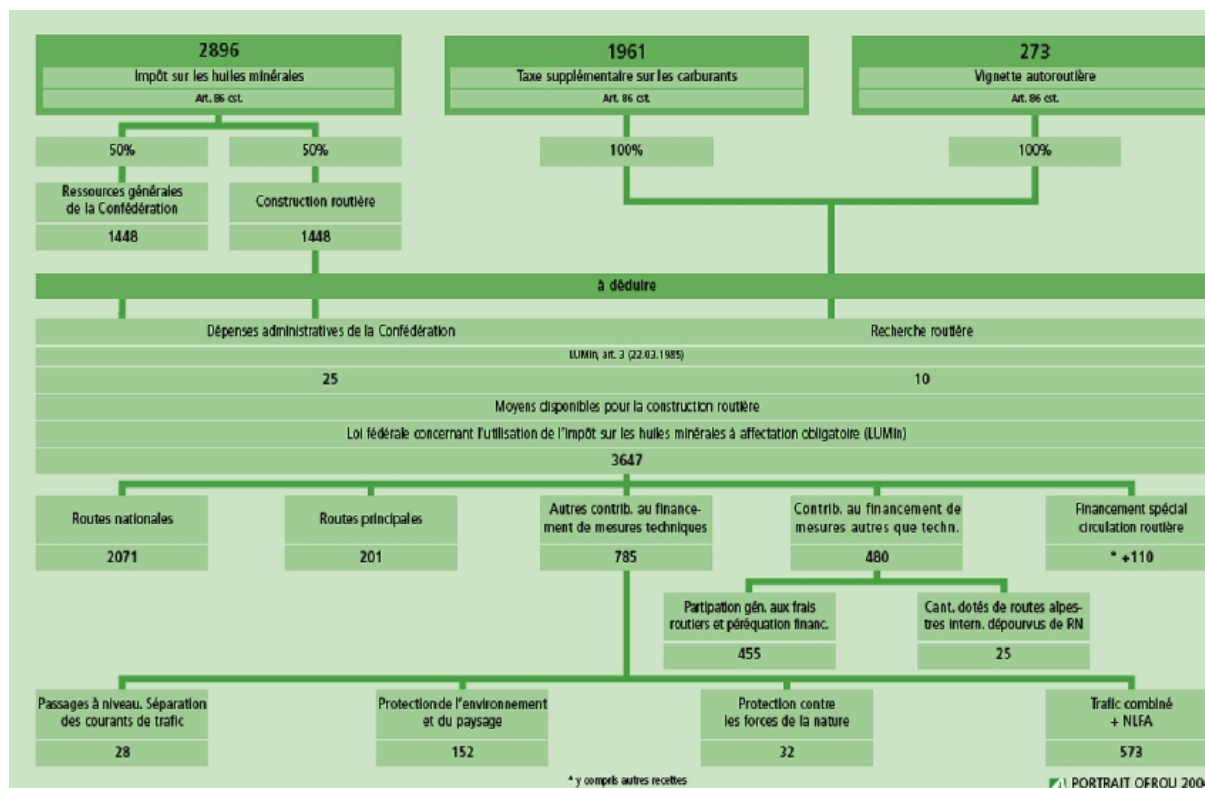 2896
Impôt sur les huiles minérales
Art. 86 cst.
1961
Taxe supplémentaire sur les carburants
Art. 86 cst.
273
Vignette autoroutière
Art. 86 cst.
50%
50%
100%
100%
Ressources générales
de la Confédération
1448
Construction routière
1448
à déduire
Dépenses administratives de la Confédération
Recherche routière
LUMin, art. 3 (22.03.1985)
25
10
Moyens disponibles pour la construction routière
Loi fédérale concernant l'utilisation de l'impôt sur les huiles minérales à affectation obligatoire (LUMin)
3647
Routes nationales
2071
Routes principales
201
Autres contrib. au finance-
ment de mesures techniques
785
Contrib. au financement de
mesures autres que techn.
480
Financement spécial
circulation routière
* +110
Partipation gén. aux frais
routiers et péréquation financ.
455
Cant. dotés de routes alpes-
tres intern. dépourvus de RN
25
Passages à niveau. Séparation
des courants de trafic
28
Protection de l'environnement
et du paysage
152
Protection contre
les forces de la nature
32
Trafic combiné
+ NLFA
573
* y compris autres recettes
PORTRAIT OFROU